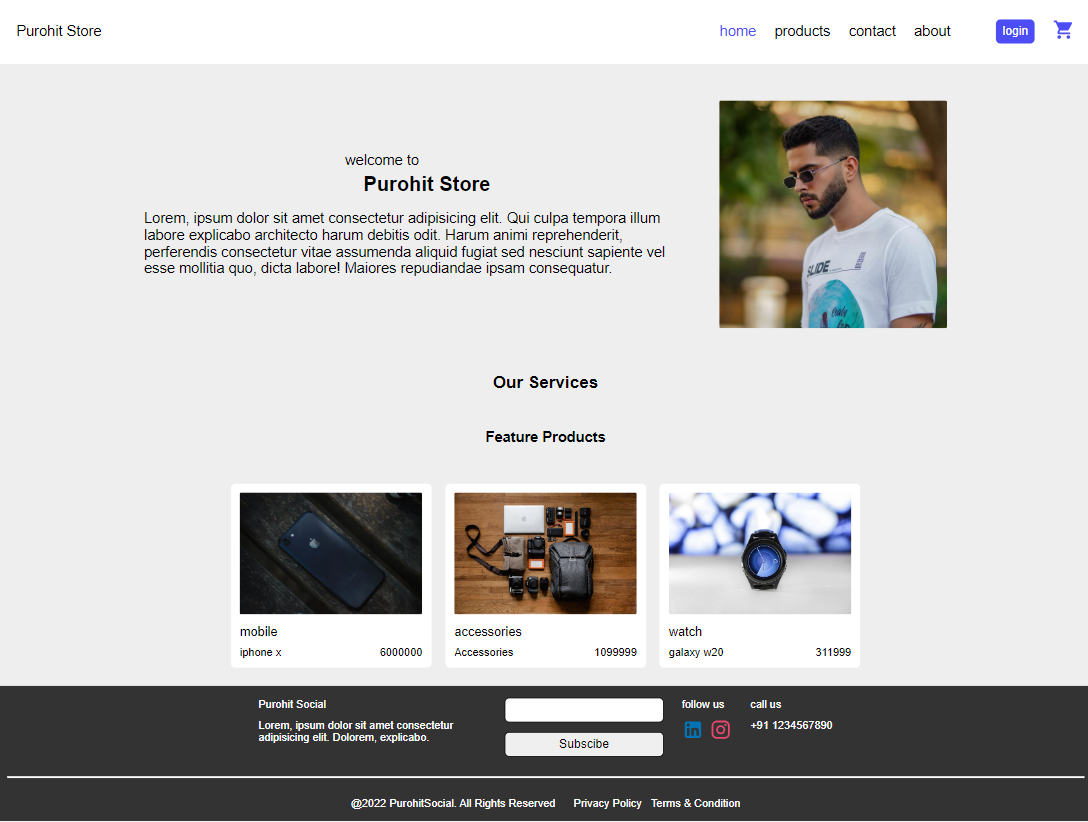 Purohit Store
home products contact about login
welcome to
Purohit Store
Lorem, ipsum dolor sit amet consectetur adipisicing elit. Qui culpa tempora illum
labore explicabo architecto harum debitis odit. Harum animi reprehenderit,
perferendis consectetur vitae assumenda aliquid fugiat sed nesciunt sapiente vel
esse mollitia quo, dicta labore! Maiores repudiandae ipsam consequatur.
SLIDE
Our Services
Feature Products
mobile
iphone x 6000000
accessories
Accessories 1099999
watch
galaxy w20 311999
Purohit Social
Lorem, ipsum dolor sit amet consectetur
adipisicing elit. Dolorem, explicabo.
Subscibe
follow us
in
call us
+91 1234567890
@2022 PurohitSocial. All Rights Reserved Privacy Policy Terms & Condition